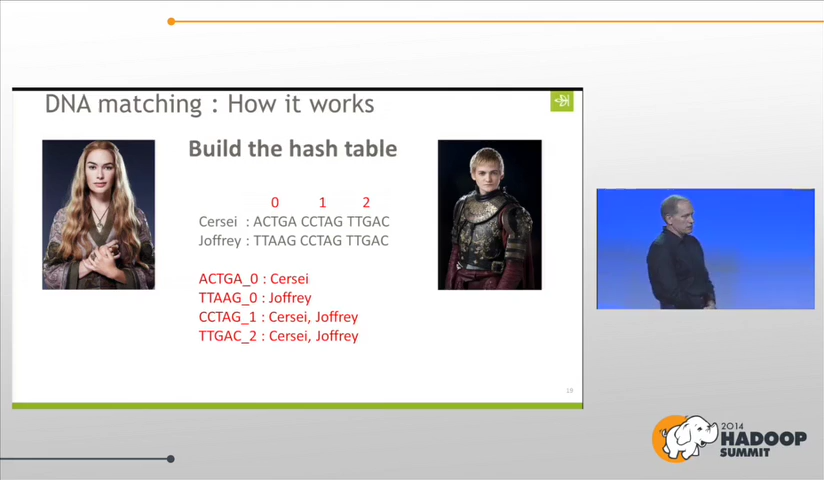 DNA matching : How it works
Build the hash table
0 1 2
Cersei : ACTGA CCTAG TTGAC
Joffrey : TTAAG CCTAG TTGAC
ACTGA_0 : Cersei
TTAAG_0 : Joffrey
CCTAG_1 : Cersei, Joffrey
TTGAC_2 : Cersei, Joffrey
19
2014
HADOOP
SUMMIT